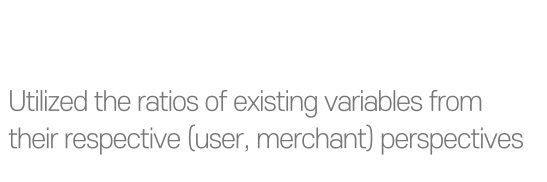 Utilized the ratios of existing variables from
their respective (user, merchant) perspectives